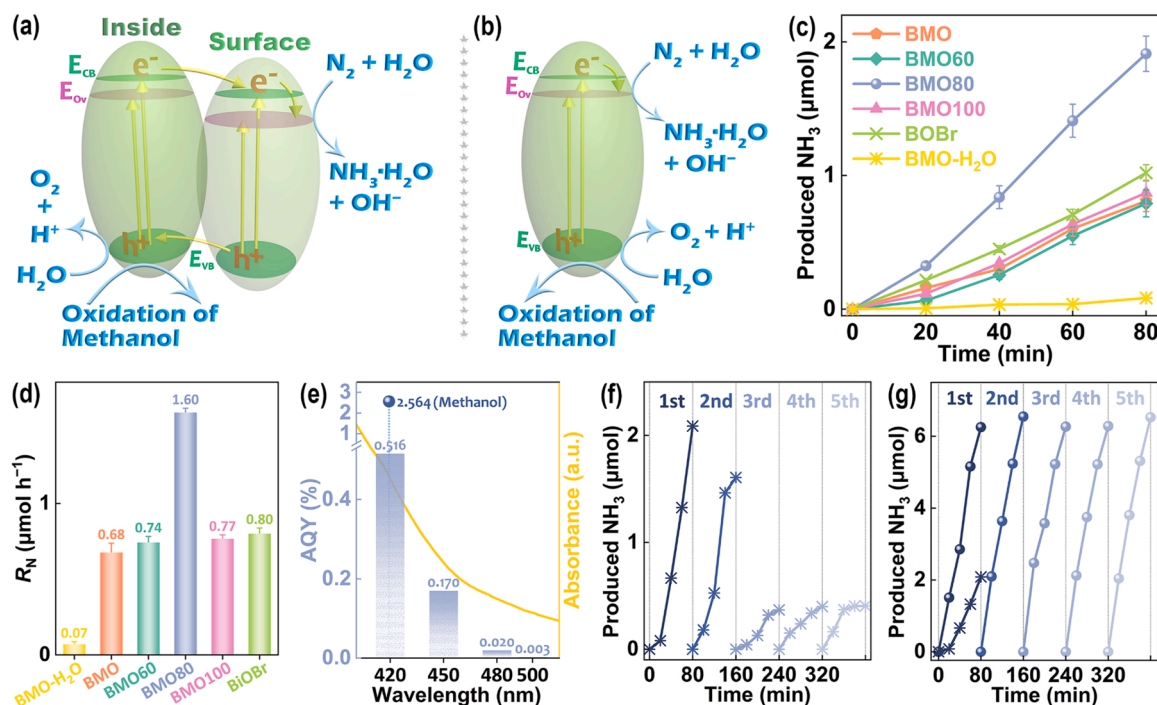 (a)
Inside
Surface
E_CB
e⁻
e⁻
E_Ov
N₂ + H₂O
NH₃·H₂O
+ OH⁻
O₂
+
H⁺
h⁺
h⁺
E_VB
H₂O
Oxidation of
Methanol
(b)
E_CB
e⁻
E_Ov
N₂ + H₂O
NH₃·H₂O
+ OH⁻
E_VB
h⁺
O₂ + H⁺
H₂O
Oxidation of
Methanol
(c)
Produced NH₃ (μmol)
2
1
0
BMO
BMO60
BMO80
BMO100
BOBr
BMO-H₂O
0 20 40 60 80
Time (min)
(d)
R_N (μmol h⁻¹)
1
0
0.07
0.68
0.74
1.60
0.77
0.80
BMO-H₂O
BMO
BMO60
BMO80
BMO100
BiOBr
(e)
AQY (%)
3
2
1
0.4
0.2
0.0
2.564 (Methanol)
0.516
0.170
0.020
0.003
420 450 480 500
Wavelength (nm)
Absorbance (a.u.)
(f)
Produced NH₃ (μmol)
2
1
0
1st 2nd 3rd 4th 5th
0 80 160 240 320
Time (min)
(g)
Produced NH₃ (μmol)
6
5
4
3
2
1
0
1st 2nd 3rd 4th 5th
0 80 160 240 320
Time (min)